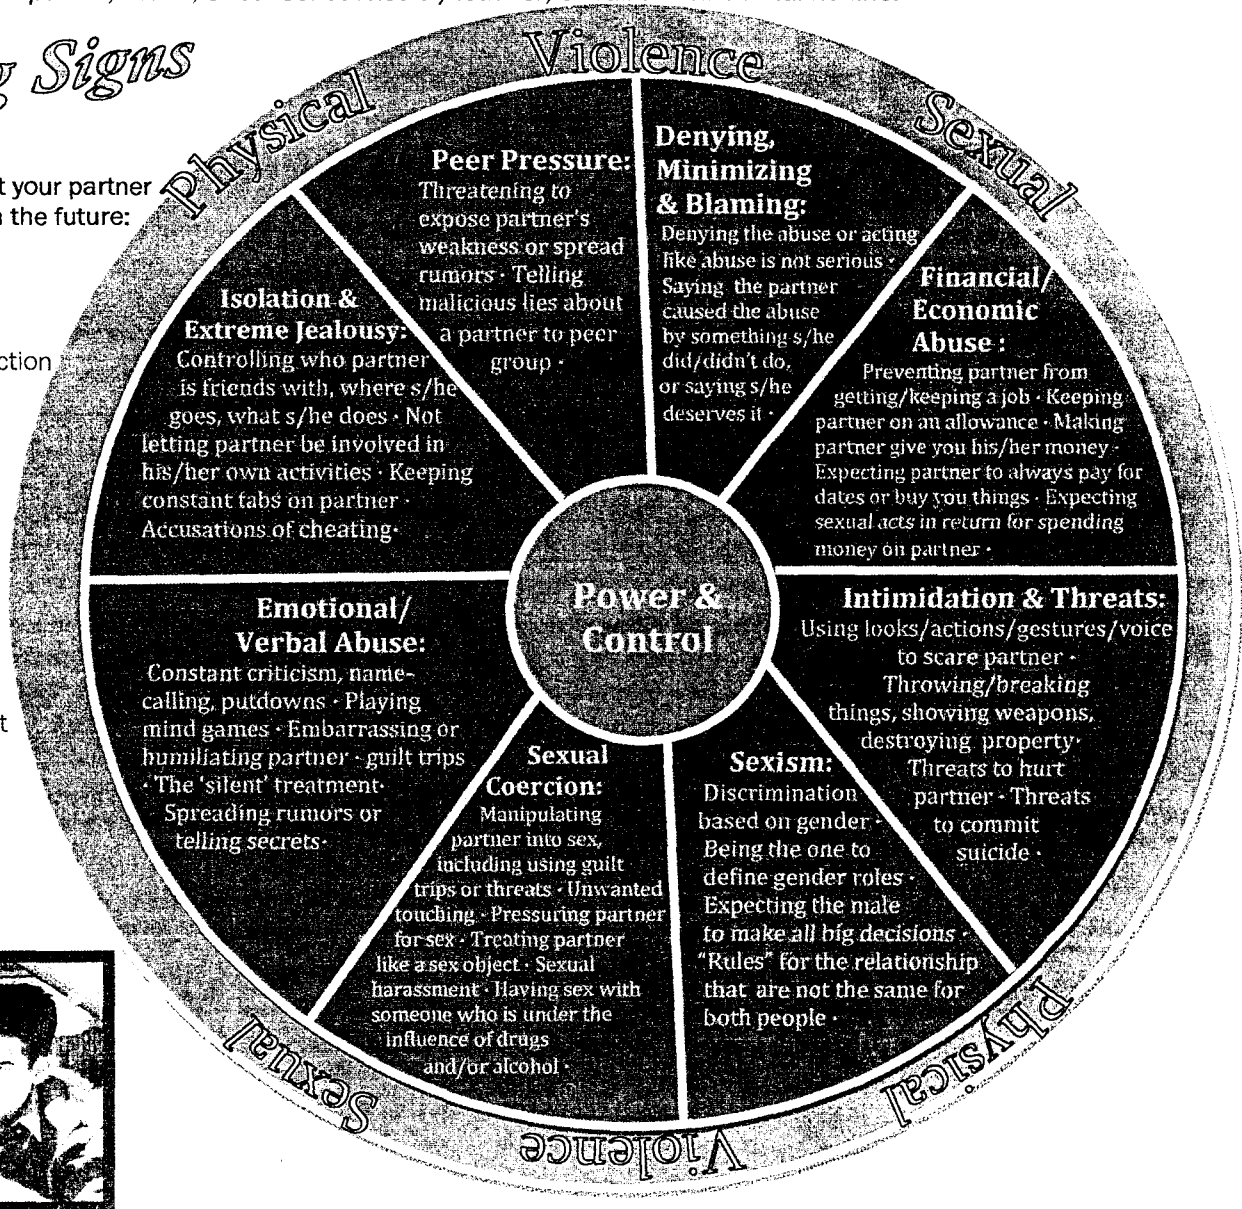 g Signs
t your partner
the future:
ction
t
Physical
Violence
Sexual
Peer Pressure:
Threatening to
expose partner's
weakness or spread
rumors · Telling
malicious lies about
a partner to peer
group ·
Denying,
Minimizing
& Blaming:
Denying the abuse or acting
like abuse is not serious ·
Saying the partner
caused the abuse
by something s/he
did/didn't do,
or saying s/he
deserves it ·
Financial/
Economic
Abuse :
Preventing partner from
getting/keeping a job · Keeping
partner on an allowance · Making
partner give you his/her money ·
Expecting partner to always pay for
dates or buy you things · Expecting
sexual acts in return for spending
money on partner ·
Isolation &
Extreme Jealousy:
Controlling who partner
is friends with, where s/he
goes, what s/he does · Not
letting partner be involved in
his/her own activities · Keeping
constant tabs on partner ·
Accusations of cheating·
Power &
Control
Intimidation & Threats:
Using looks/actions/gestures/voice
to scare partner ·
Throwing/breaking
things, showing weapons,
destroying property·
Threats to hurt
partner · Threats
to commit
suicide ·
Emotional/
Verbal Abuse:
Constant criticism, name-
calling, putdowns · Playing
mind games · Embarrassing or
humiliating partner · guilt trips
· The 'silent' treatment·
Spreading rumors or
telling secrets·
Sexual
Coercion:
Manipulating
partner into sex,
including using guilt
trips or threats · Unwanted
touching · Pressuring partner
for sex · Treating partner
like a sex object · Sexual
harassment · Having sex with
someone who is under the
influence of drugs
and/or alcohol ·
Sexism:
Discrimination
based on gender ·
Being the one to
define gender roles ·
Expecting the male
to make all big decisions ·
"Rules" for the relationship
that are not the same for
both people ·
Sexual
Violence
Physical